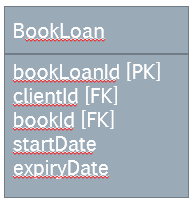 BookLoan
bookLoanId [PK]
clientId [FK]
bookId [FK]
startDate
expiryDate